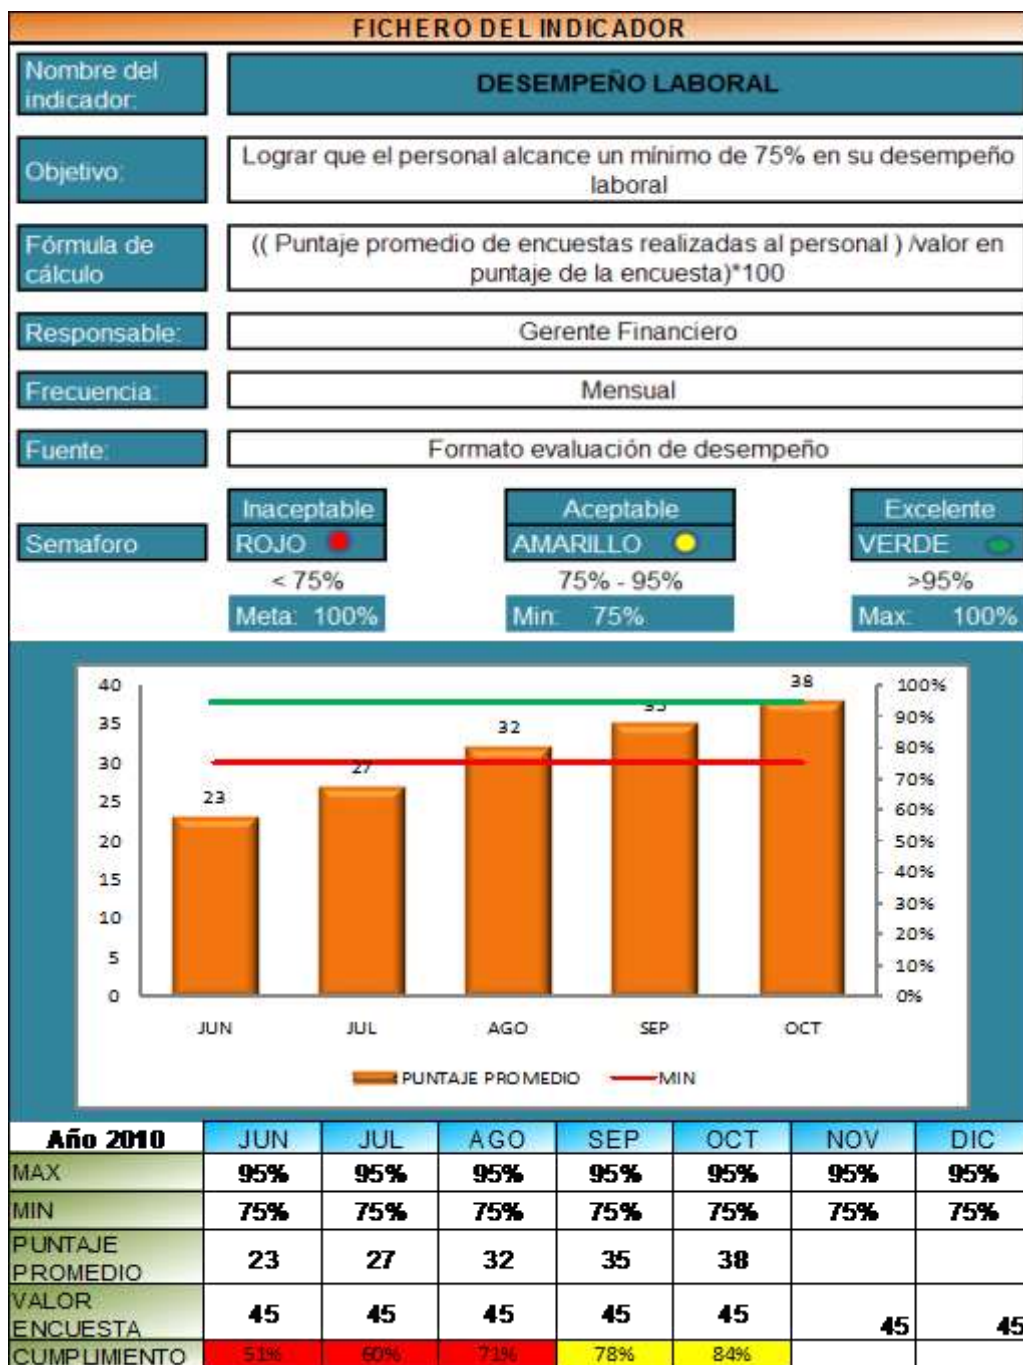 FICHERO DEL INDICADOR
Nombre del
indicador:
DESEMPEÑO LABORAL
Objetivo:
Lograr que el personal alcance un mínimo de 75% en su desempeño
laboral
Fórmula de
cálculo
(( Puntaje promedio de encuestas realizadas al personal ) /valor en
puntaje de la encuesta)*100
Responsable:
Gerente Financiero
Frecuencia:
Mensual
Fuente:
Formato evaluación de desempeño
Semaforo
Inaceptable Aceptable Excelente
ROJO AMARILLO VERDE
< 75% 75% - 95% >95%
Meta: 100% Min: 75% Max: 100%
40
35
30
25
20
15
10
5
0
23 27 32 35 38
100%
90%
80%
70%
60%
50%
40%
30%
20%
10%
0%
JUN JUL AGO SEP OCT
PUNTAJE PROMEDIO MIN
Año 2010 JUN JUL AGO SEP OCT NOV DIC
MAX 95% 95% 95% 95% 95% 95% 95%
MIN 75% 75% 75% 75% 75% 75% 75%
PUNTAJE
PROMEDIO 23 27 32 35 38
VALOR
ENCUESTA 45 45 45 45 45 45 45
CUMPLIMIENTO 51% 60% 71% 78% 84%